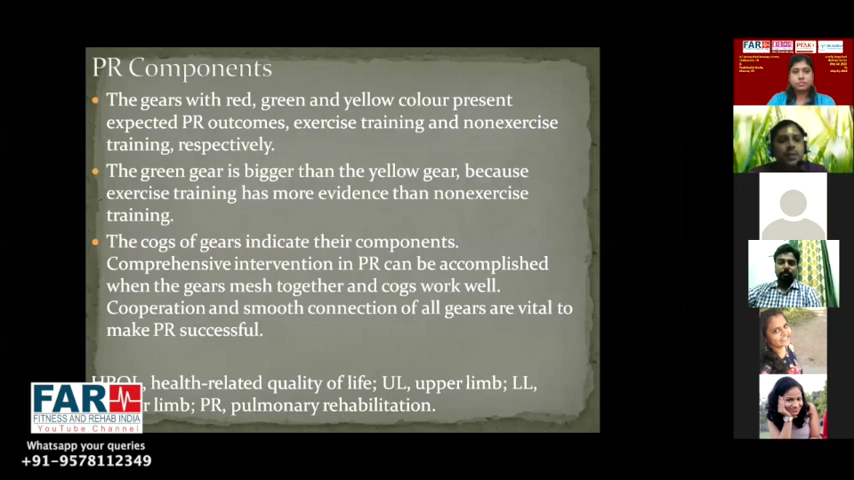 PR Components
• The gears with red, green and yellow colour present
expected PR outcomes, exercise training and nonexercise
training, respectively.
• The green gear is bigger than the yellow gear, because
exercise training has more evidence than nonexercise
training.
• The cogs of gears indicate their components.
Comprehensive intervention in PR can be accomplished
when the gears mesh together and cogs work well.
Cooperation and smooth connection of all gears are vital to
make PR successful.
, health-related quality of life; UL, upper limb; LL,
limb; PR, pulmonary rehabilitation.
FAR
FITNESS AND REHAB INDIA
YouTube Channel
Whatsapp your queries
+91-9578112349
FAR